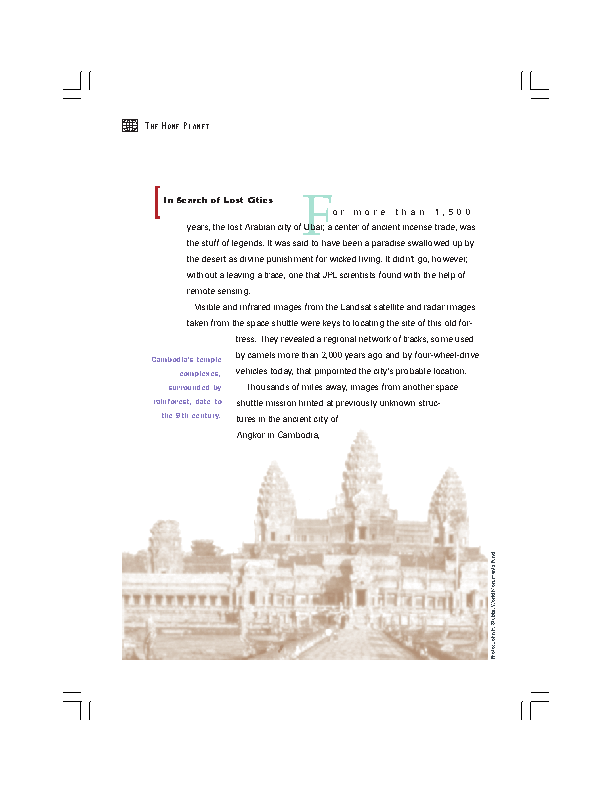 THE HOME PLANET
In Search of Lost Cities
For more than 1,500
years, the lost Arabian city of Ubar, a center of ancient incense trade, was
the stuff of legends. It was said to have been a paradise swallowed up by
the desert as divine punishment for wicked living. It didn't go, however,
without a leaving a trace, one that JPL scientists found with the help of
remote sensing.
Visible and infrared images from the Landsat satellite and radar images
taken from the space shuttle were keys to locating the site of this old for-
tress. They revealed a regional network of tracks, some used
by camels more than 2,000 years ago and by four-wheel-drive
vehicles today, that pinpointed the city's probable location.
Thousands of miles away, images from another space
shuttle mission hinted at previously unknown struc-
tures in the ancient city of
Angkor in Cambodia,
Cambodia's temple
complexes,
surrounded by
rainforest, date to
the 9th century.